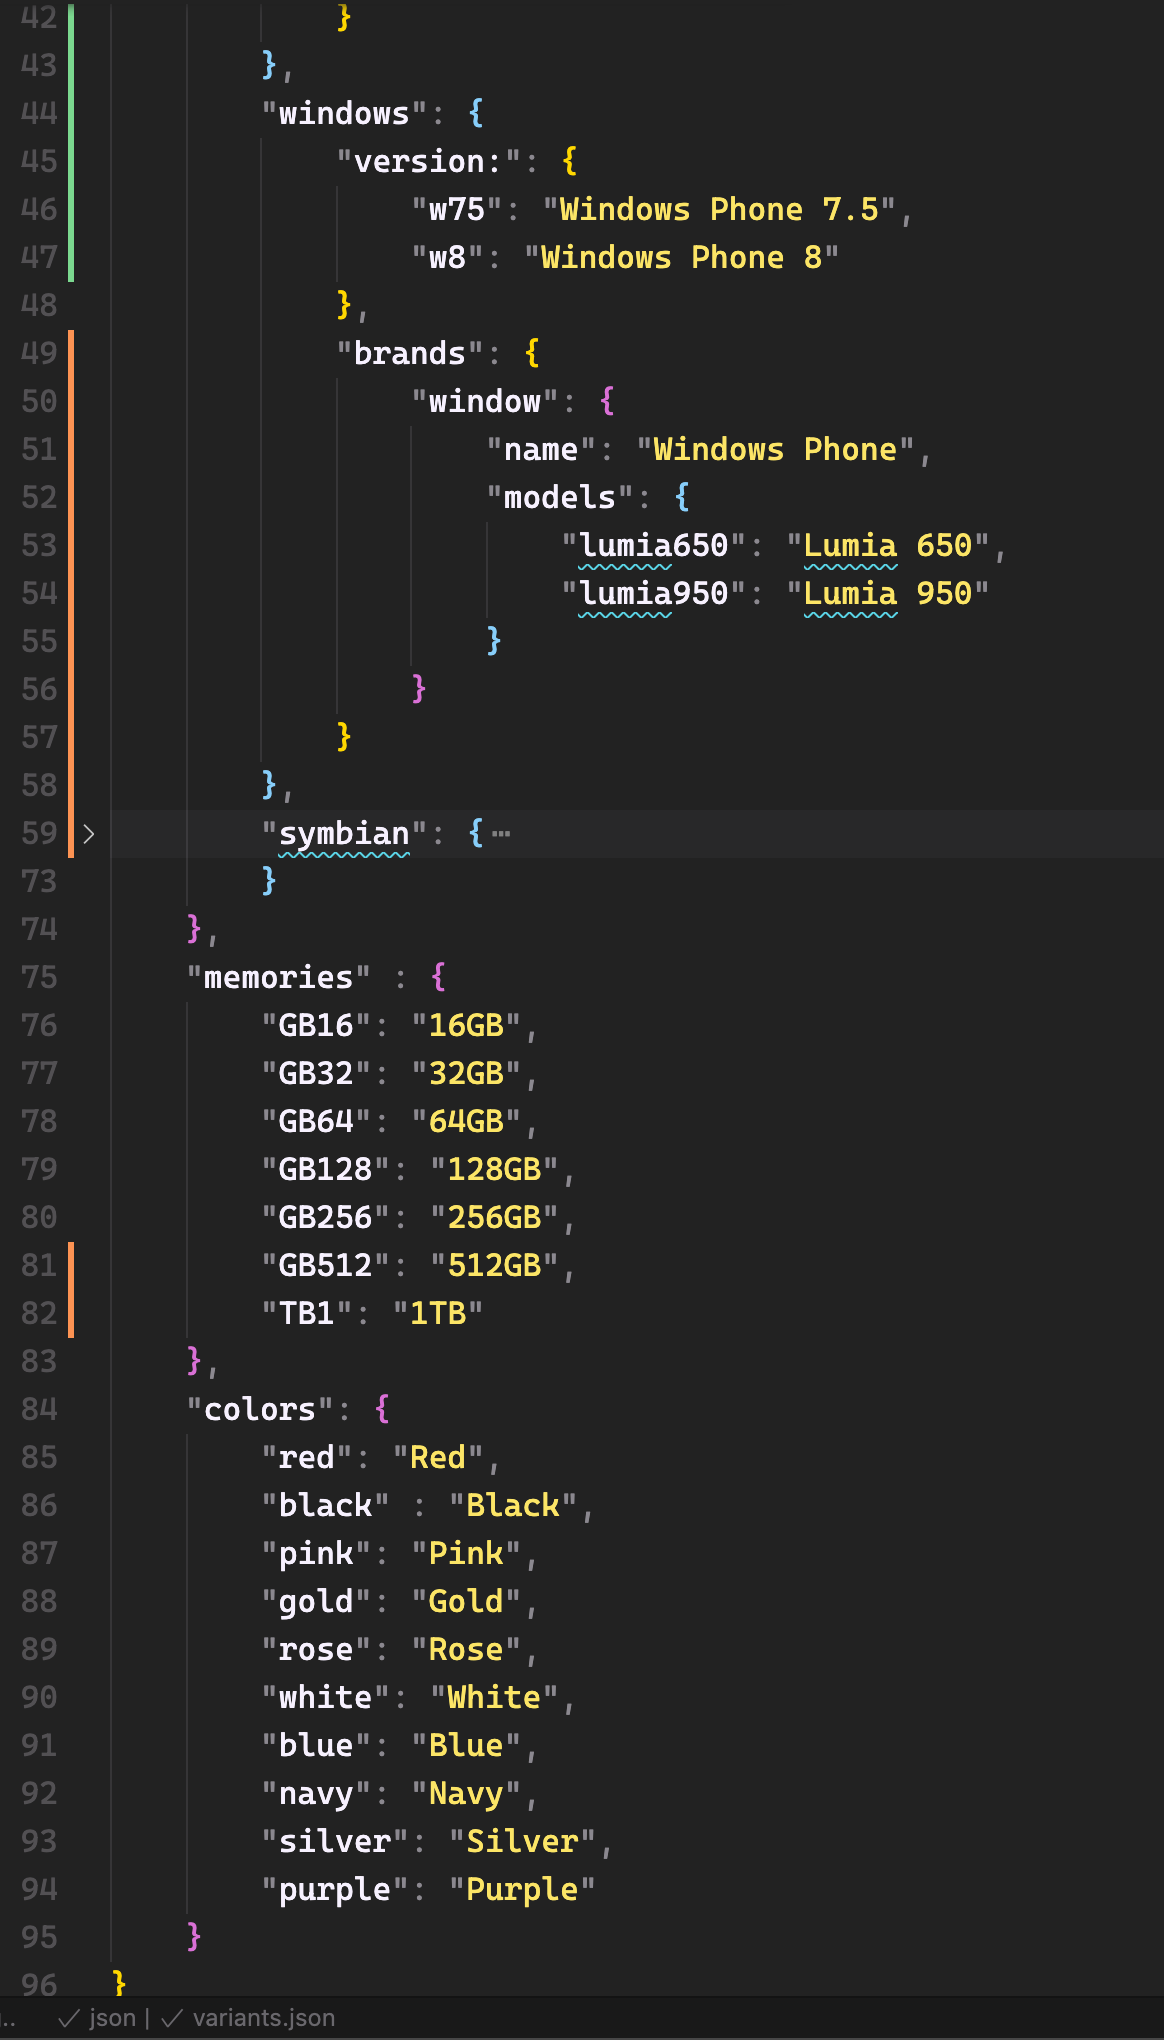 42 }
43 },
44 "windows": {
45 "version:": {
46 "w75": "Windows Phone 7.5",
47 "w8": "Windows Phone 8"
48 },
49 "brands": {
50 "window": {
51 "name": "Windows Phone",
52 "models": {
53 "lumia650": "Lumia 650",
54 "lumia950": "Lumia 950"
55 }
56 }
57 }
58 },
59 "symbian": { ⋯
73 }
74 },
75 "memories" : {
76 "GB16": "16GB",
77 "GB32": "32GB",
78 "GB64": "64GB",
79 "GB128": "128GB",
80 "GB256": "256GB",
81 "GB512": "512GB",
82 "TB1": "1TB"
83 },
84 "colors": {
85 "red": "Red",
86 "black" : "Black",
87 "pink": "Pink",
88 "gold": "Gold",
89 "rose": "Rose",
90 "white": "White",
91 "blue": "Blue",
92 "navy": "Navy",
93 "silver": "Silver",
94 "purple": "Purple"
95 }
96 }
.. ✓ json | ✓ variants.json